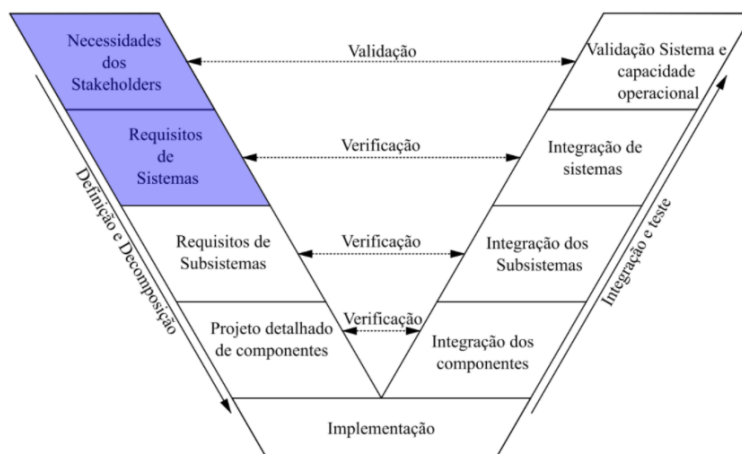 Necessidades
dos
Stakeholders
Validação
Validação Sistema e
capacidade
operacional
Requisitos
de
Sistemas
Verificação
Integração de
sistemas
Definição e Decomposição
Requisitos de
Subsistemas
Verificação
Integração dos
Subsistemas
Integração e teste
Projeto detalhado
de componentes
Verificação
Integração dos
componentes
Implementação